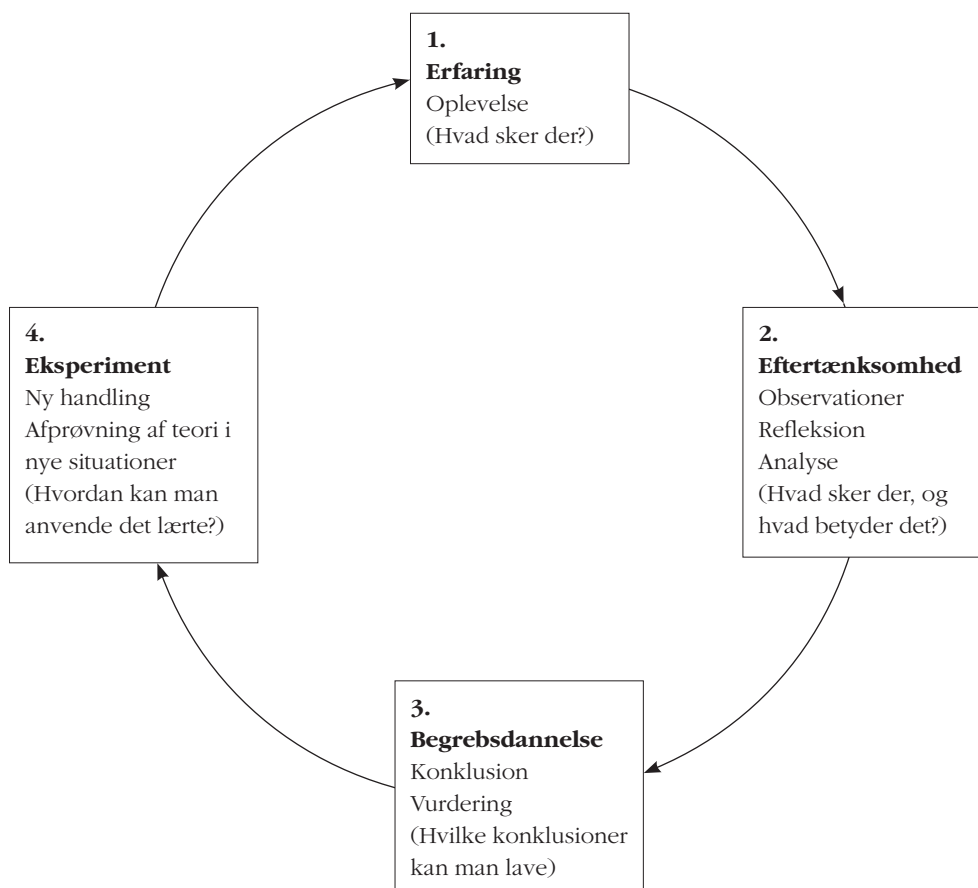 1.
Erfaring
Oplevelse
(Hvad sker der?)
2.
Eftertænksomhed
Observationer
Refleksion
Analyse
(Hvad sker der, og
hvad betyder det?)
3.
Begrebsdannelse
Konklusion
Vurdering
(Hvilke konklusioner
kan man lave)
4.
Eksperiment
Ny handling
Afprøvning af teori i
nye situationer
(Hvordan kan man
anvende det lærte?)